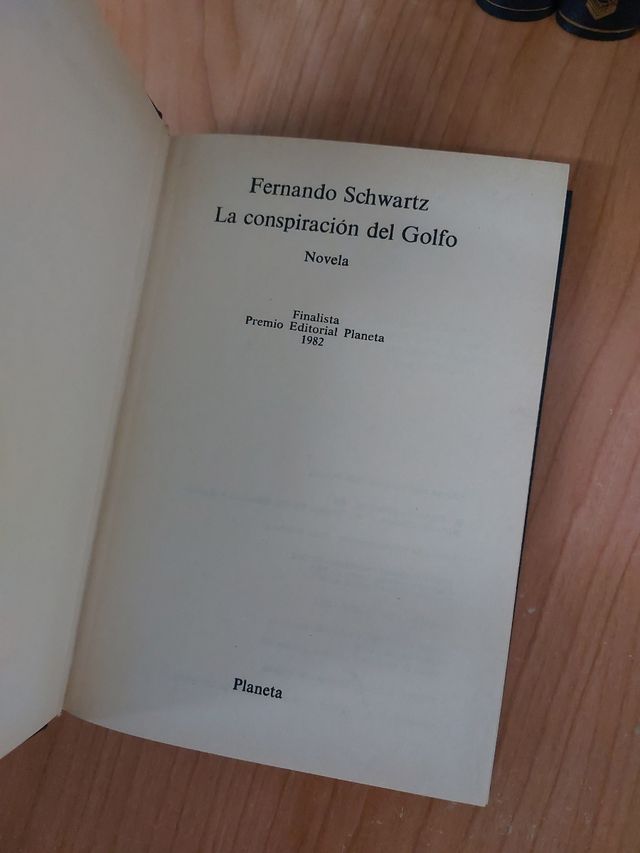 Fernando Schwartz
La conspiración del Golfo
Novela
Finalista
Premio Editorial Planeta
1982
Planeta